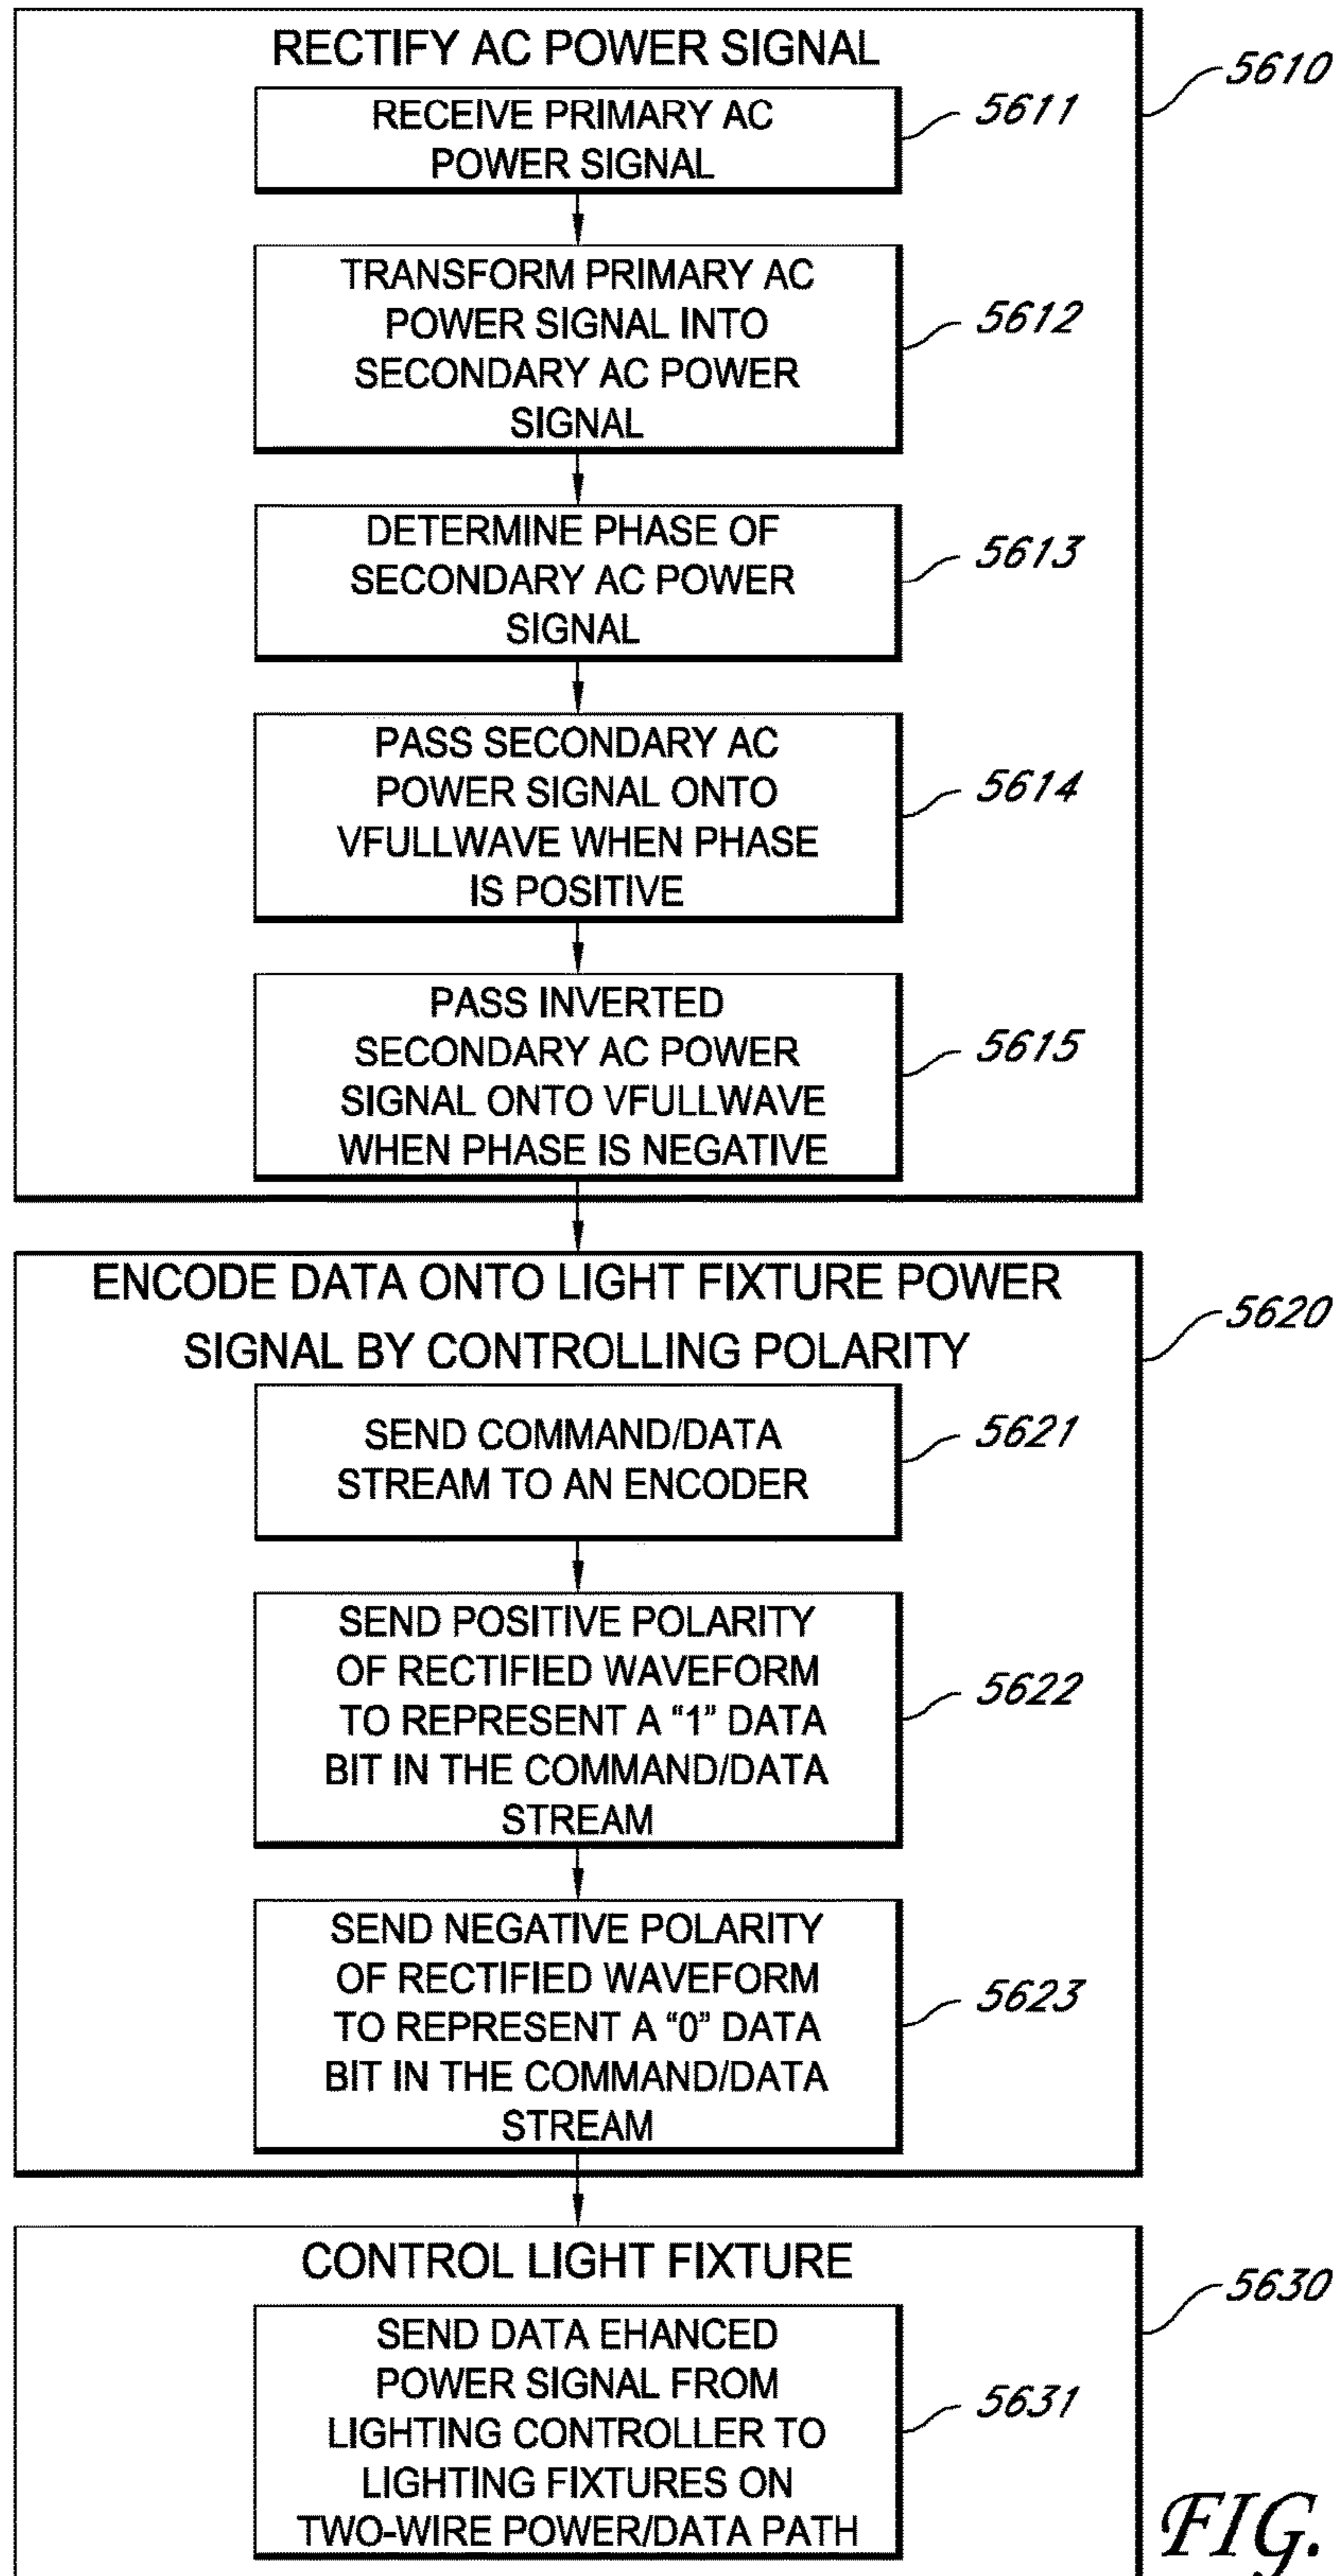 RECTIFY AC POWER SIGNAL
5610
RECEIVE PRIMARY AC
POWER SIGNAL
5611
TRANSFORM PRIMARY AC
POWER SIGNAL INTO
SECONDARY AC POWER
SIGNAL
5612
DETERMINE PHASE OF
SECONDARY AC POWER
SIGNAL
5613
PASS SECONDARY AC
POWER SIGNAL ONTO
VFULLWAVE WHEN PHASE
IS POSITIVE
5614
PASS INVERTED
SECONDARY AC POWER
SIGNAL ONTO VFULLWAVE
WHEN PHASE IS NEGATIVE
5615
ENCODE DATA ONTO LIGHT FIXTURE POWER
SIGNAL BY CONTROLLING POLARITY
5620
SEND COMMAND/DATA
STREAM TO AN ENCODER
5621
SEND POSITIVE POLARITY
OF RECTIFIED WAVEFORM
TO REPRESENT A “1” DATA
BIT IN THE COMMAND/DATA
STREAM
5622
SEND NEGATIVE POLARITY
OF RECTIFIED WAVEFORM
TO REPRESENT A “0” DATA
BIT IN THE COMMAND/DATA
STREAM
5623
CONTROL LIGHT FIXTURE
5630
SEND DATA EHANCED
POWER SIGNAL FROM
LIGHTING CONTROLLER TO
LIGHTING FIXTURES ON
TWO-WIRE POWER/DATA PATH
5631
FIG.